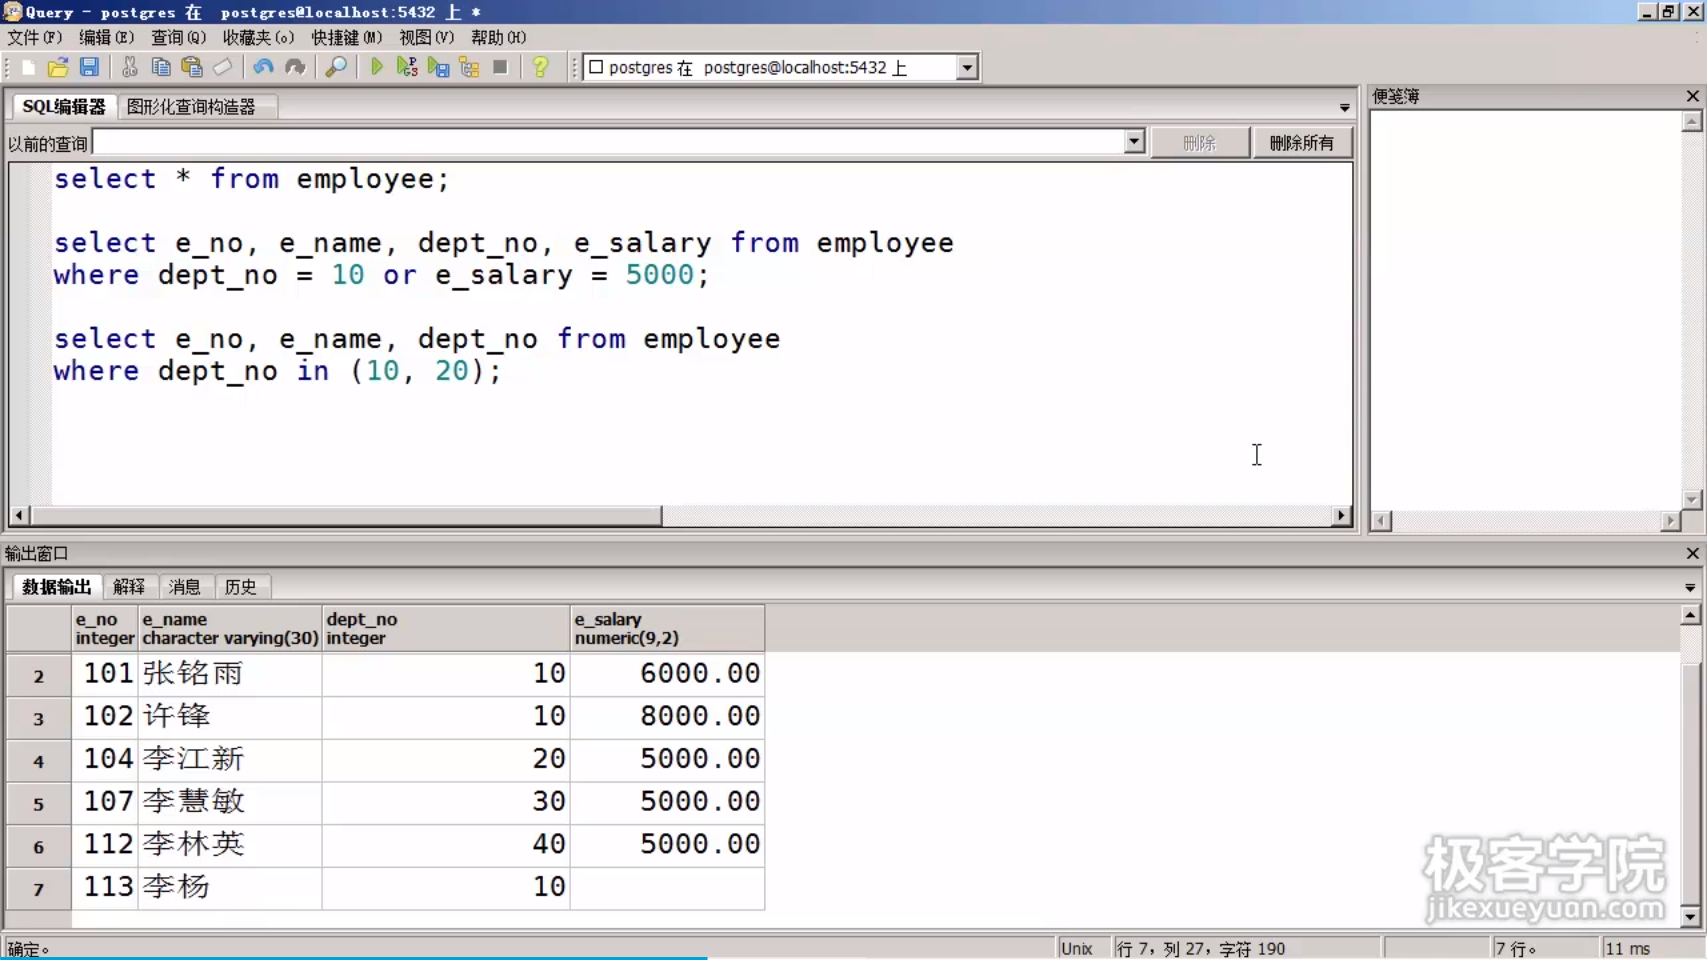 Query - postgres 在 postgres@localhost:5432 上 *
文件(F) 编辑(E) 查询(Q) 收藏夹(o) 快捷键(M) 视图(V) 帮助(H)
postgres 在 postgres@localhost:5432 上
SQL编辑器 图形化查询构造器
便笺簿
以前的查询 删除 删除所有
select * from employee;
select e_no, e_name, dept_no, e_salary from employee
where dept_no = 10 or e_salary = 5000;
select e_no, e_name, dept_no from employee
where dept_no in (10, 20);
输出窗口
数据输出 解释 消息 历史
e_no e_name dept_no e_salary
integer character varying(30) integer numeric(9,2)
2 101 张铭雨 10 6000.00
3 102 许锋 10 8000.00
4 104 李江新 20 5000.00
5 107 李慧敏 30 5000.00
6 112 李林英 40 5000.00
7 113 李杨 10
极客学院
jikexueyuan.com
确定。 Unix 行 7, 列 27, 字符 190 7 行。 11 ms